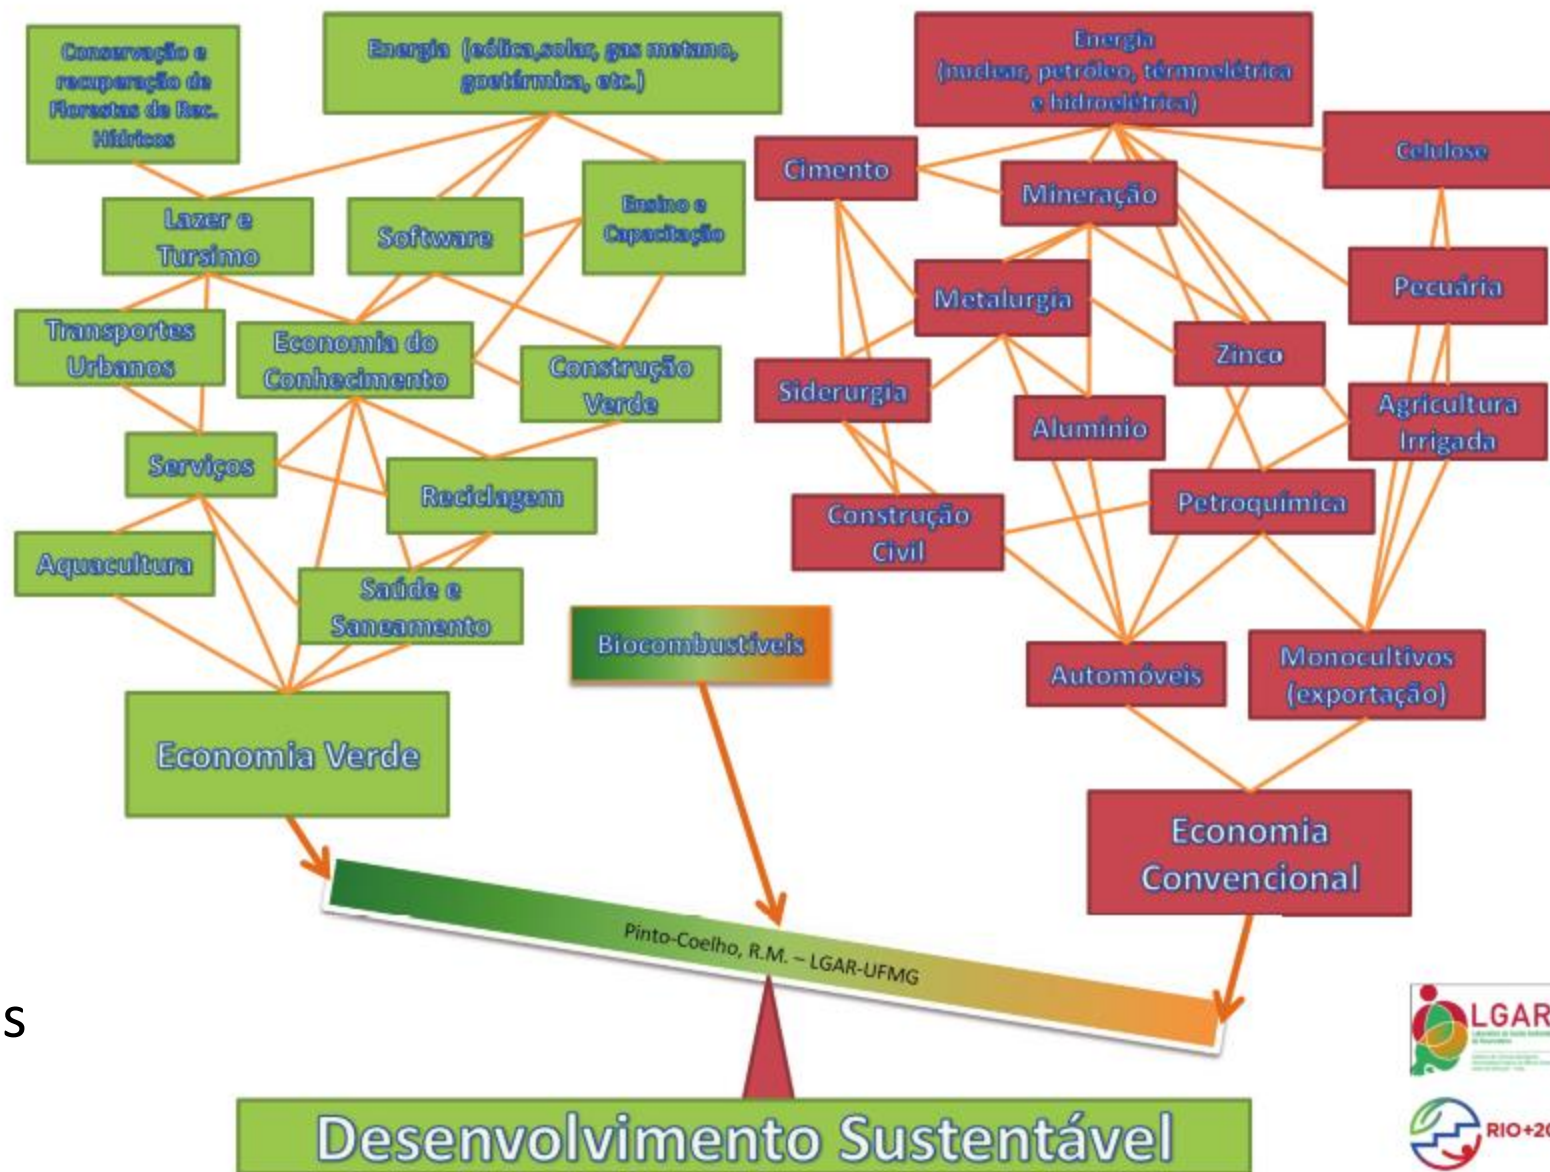 Conservação e
recuperação de
Florestas de Rec.
Hídricos
Energia (eólica,solar, gas metano,
goetérmica, etc.)
Energia
(nuclear, petróleo, térmoelétrica
e hidroelétrica)
Cimento
Mineração
Celulose
Lazer e
Tursimo
Software
Ensino e
Capacitação
Metalurgia
Pecuária
Transportes
Urbanos
Economia do
Conhecimento
Construção
Verde
Zinco
Siderurgia
Alumínio
Agricultura
Irrigada
Serviços
Reciclagem
Petroquímica
Construção
Civil
Aquacultura
Saúde e
Saneamento
Biocombustíveis
Automóveis
Monocultivos
(exportação)
Economia Verde
Economia
Convencional
Pinto-Coelho, R.M. – LGAR-UFMG
s
LGAR
RIO+20
Desenvolvimento Sustentável